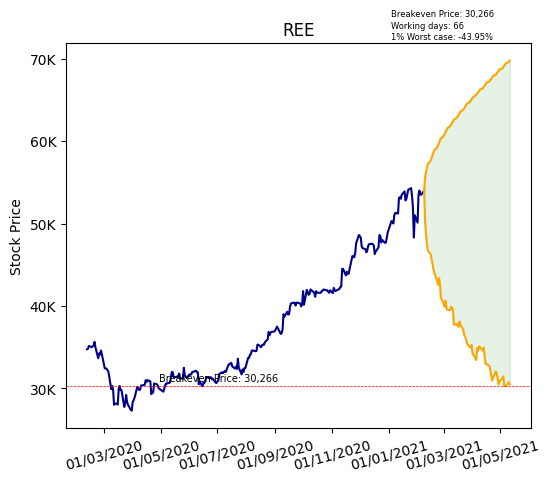 Breakeven Price: 30,266
Working days: 66
1% Worst case: -43.95%
REE
Stock Price
70K
60K
50K
40K
30K
Breakeven Price: 30,266
01/03/2020 01/05/2020 01/07/2020 01/09/2020 01/11/2020 01/01/2021 01/03/2021 01/05/2021